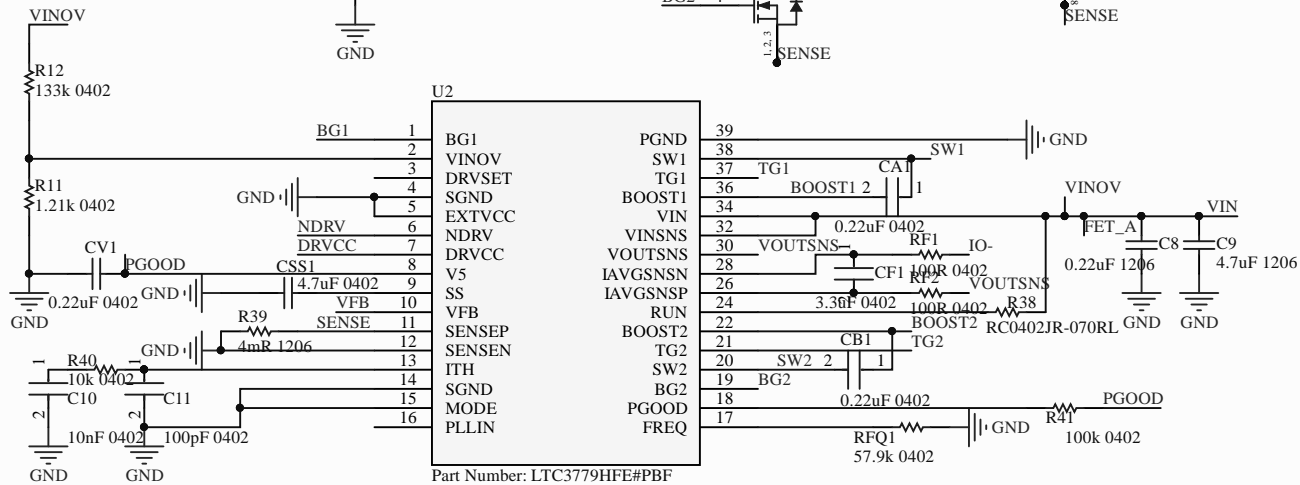 VINOV
GND
BG2
1, 2, 3
SENSE
8
SENSE
R12
133k 0402
R11
1.21k 0402
GND
CV1
0.22uF 0402
PGOOD
U2
BG1 1 BG1
2 VINOV
3 DRVSET
GND 4 SGND
5 EXTVCC
NDRV 6 NDRV
DRVCC 7 DRVCC
8 V5
GND CSS1 4.7uF 0402 9 SS
VFB 10 VFB
R39 SENSE 11 SENSEP
GND 4mR 1206 12 SENSEN
13 ITH
14 SGND
15 MODE
16 PLLIN
R40
10k 0402
1
1
C10
C11
2
2
10nF 0402
100pF 0402
GND
GND
PGND 39 GND
SW1 38 SW1
TG1 37 TG1
BOOST1 36 BOOST1 2 CA1 1
0.22uF 0402
VIN 34
VINSNS 32
VOUTSNS 30 VOUTSNS
IAVGSNSN 28
IAVGSNSP 26
RUN 24
BOOST2 22 BOOST2
TG2 21 TG2
SW2 20 SW2 2 CB1 1
0.22uF 0402
BG2 19 BG2
PGOOD 18 R41 PGOOD
100k 0402
FREQ 17 RFQ1 GND
57.9k 0402
VINOV
VIN
FET_A
1
RF1 IO-
100R 0402
CF1
RF2 VOUTSNS
100R 0402
R38
RC0402JR-070RL
C8
0.22uF 1206
GND
C9
4.7uF 1206
GND
Part Number: LTC3779HFE#PBF